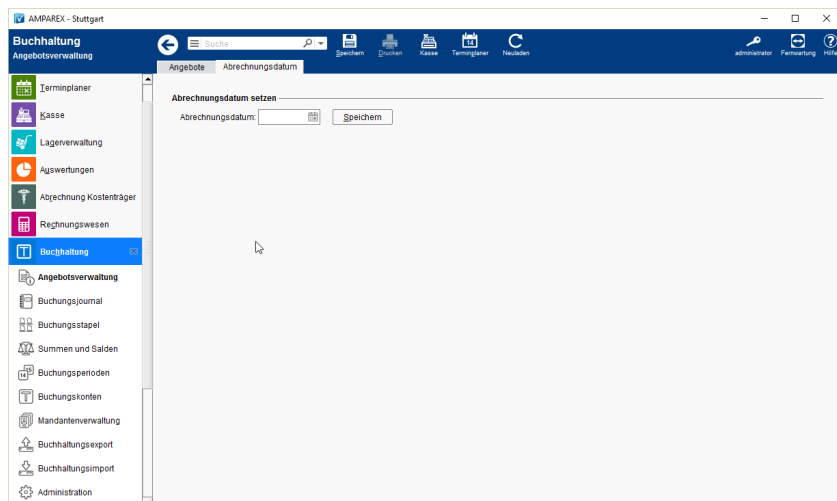 AMPAREX - Stuttgart
Buchhaltung
Angebotsverwaltung
Suche
Speichern
Drucken
Kasse
14
Terminplaner
Neuladen
administrator
Fernwartung
Hilfe
Angebote
Abrechnungsdatum
Terminplaner
Kasse
Lagerverwaltung
Auswertungen
Abrechnung Kostenträger
Rechnungswesen
Buchhaltung
Angebotsverwaltung
Buchungsjournal
Buchungsstapel
Summen und Salden
Buchungsperioden
Buchungskonten
Mandantenverwaltung
Buchhaltungsexport
Buchhaltungsimport
Administration
Abrechnungsdatum setzen
Abrechnungsdatum: Speichern